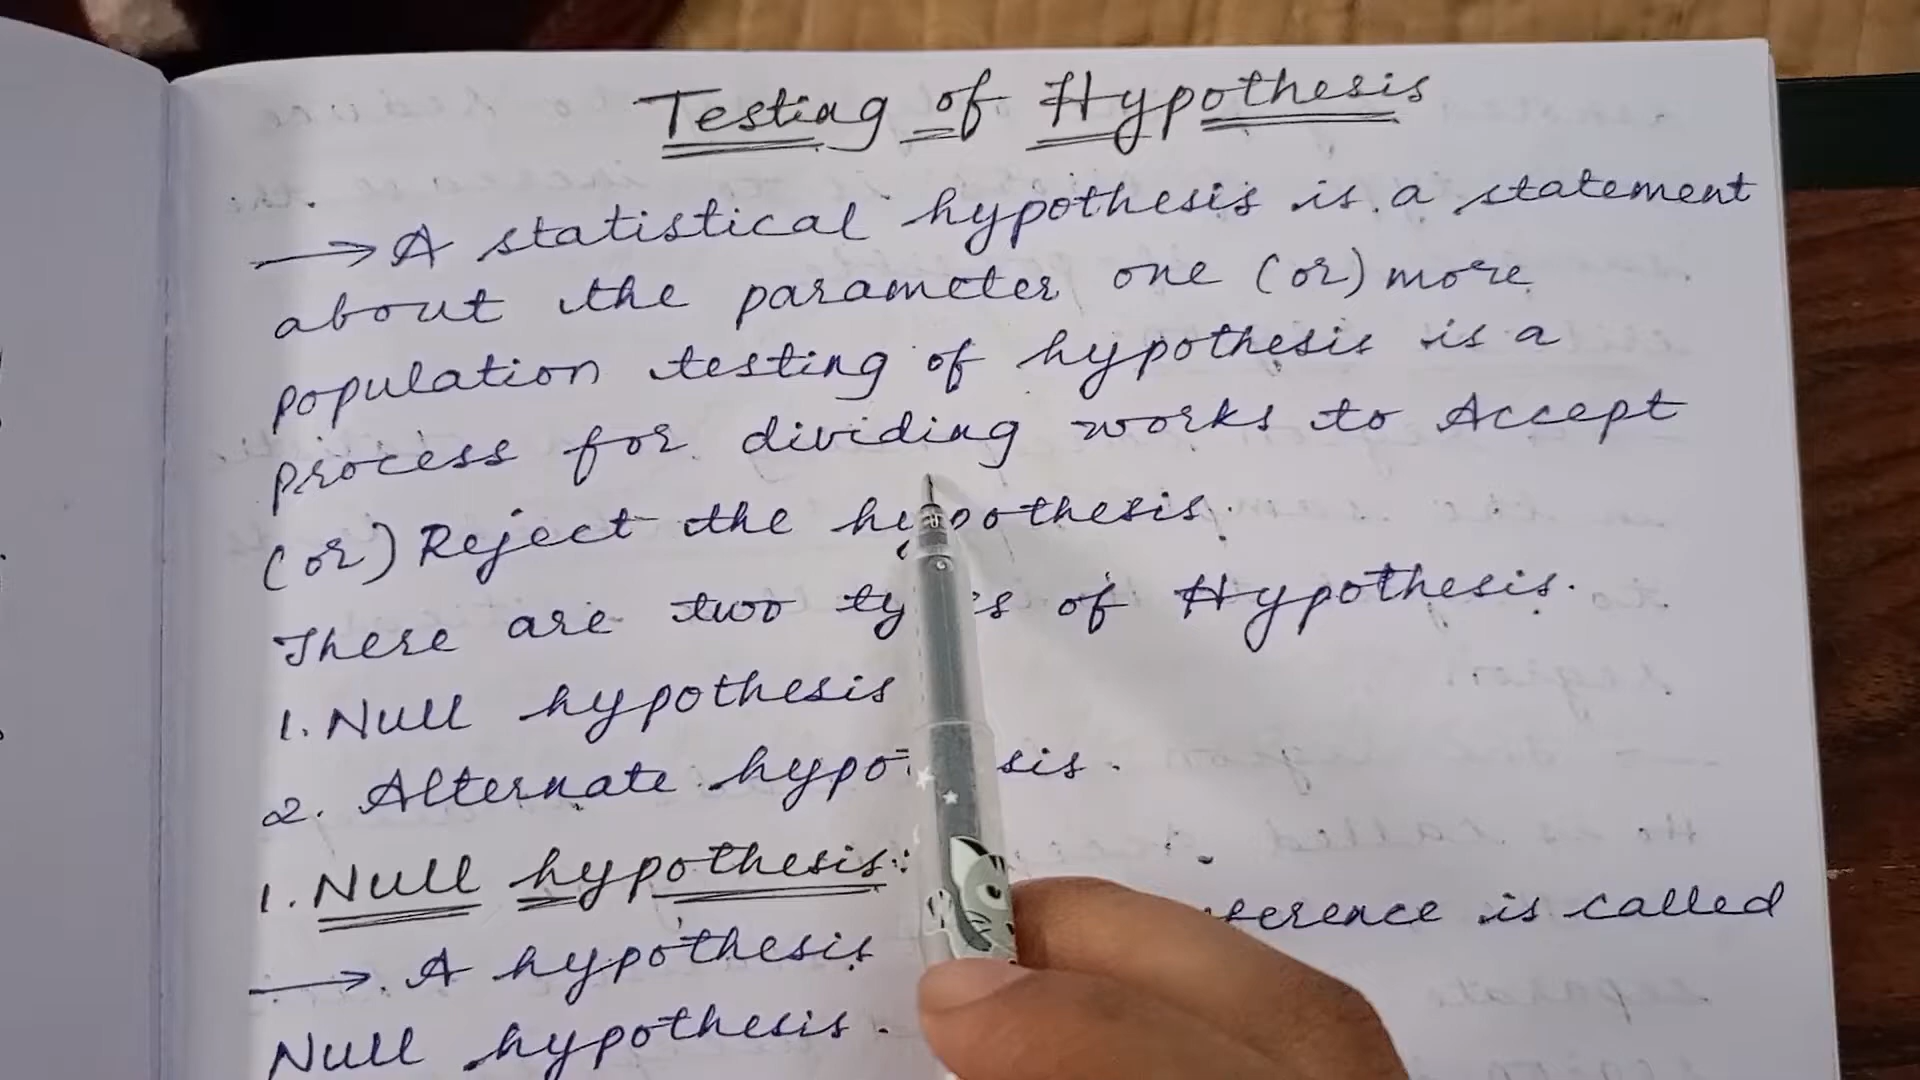 Testing of Hypothesis
→ A statistical hypothesis is a statement
about the parameter one (or) more
population testing of hypothesis is a
process for dividing works to Accept
(or) Reject the hypothesis.
There are two of Hypothesis.
1. Null hypothesis
2. Alternate
1. Null hypothesis:
→. A hypothesis is called
Null hypothesis.